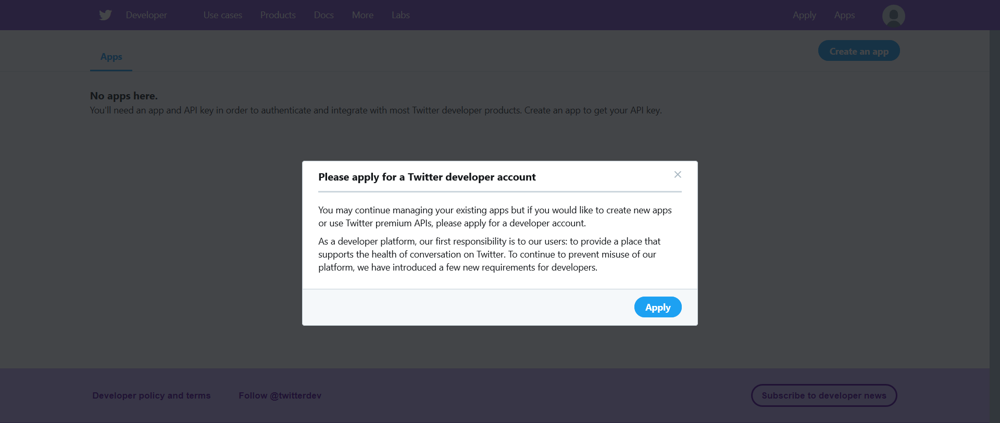 Developer
Use cases
Products
Docs
More
Labs
Apply
Apps
Apps
Create an app
No apps here.
You'll need an app and API key in order to authenticate and integrate with most Twitter developer products. Create an app to get your API key.
Please apply for a Twitter developer account
You may continue managing your existing apps but if you would like to create new apps
or use Twitter premium APIs, please apply for a developer account.
As a developer platform, our first responsibility is to our users: to provide a place that
supports the health of conversation on Twitter. To continue to prevent misuse of our
platform, we have introduced a few new requirements for developers.
Apply
Developer policy and terms
Follow @twitterdev
Subscribe to developer news